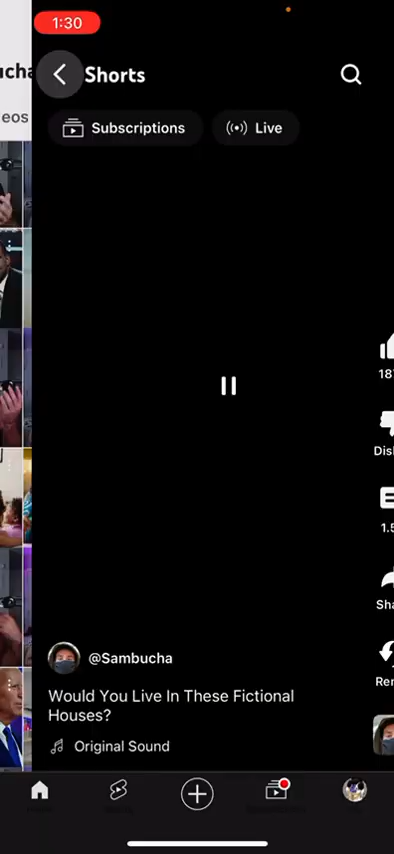 1:30
Shorts
Subscriptions
Live
@Sambucha
Would You Live In These Fictional
Houses?
Original Sound